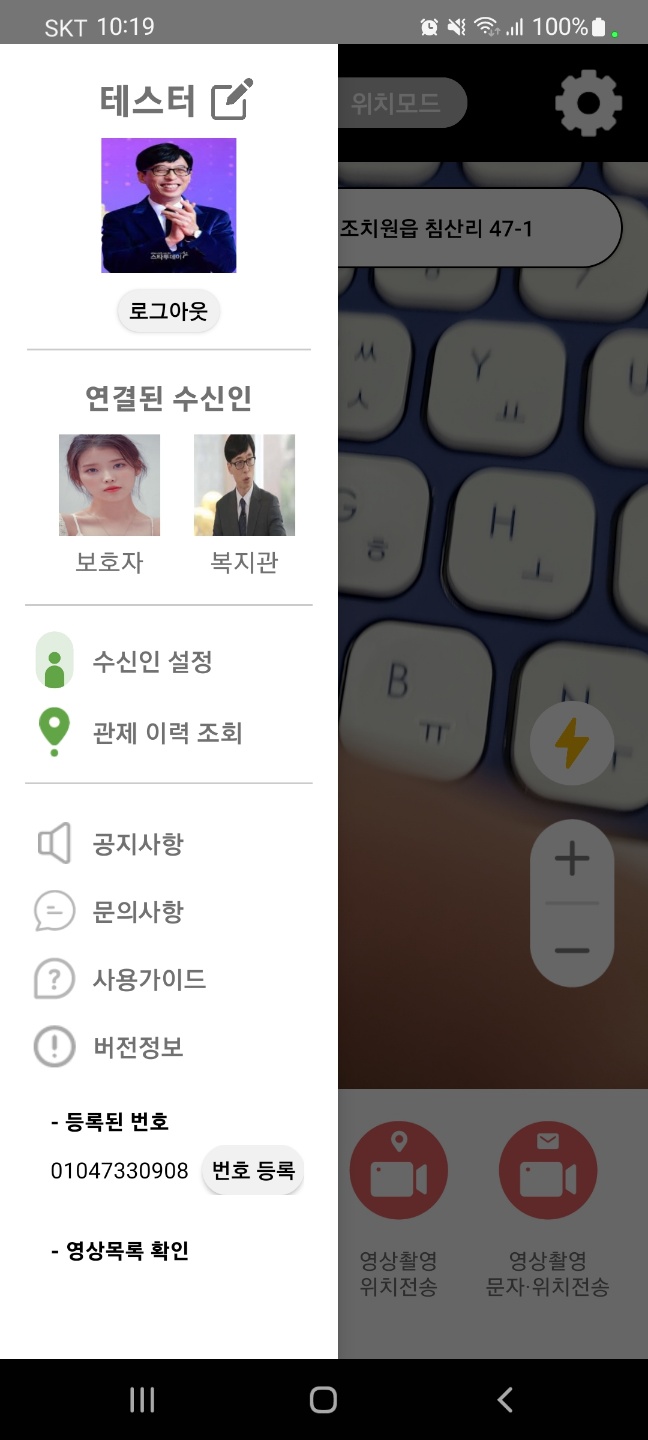 SKT 10:19
100%
테스터
위치모드
조치원읍 침산리 47-1
스타투데이
로그아웃
연결된 수신인
보호자
복지관
수신인 설정
관제 이력 조회
공지사항
문의사항
사용가이드
버전정보
- 등록된 번호
01047330908
번호 등록
- 영상목록 확인
영상촬영
위치전송
영상촬영
문자·위치전송
ㅆ
ㅅ
Y
ㅛ
U
G
ㅎ
H
ㅗ
B
ㅠ
N